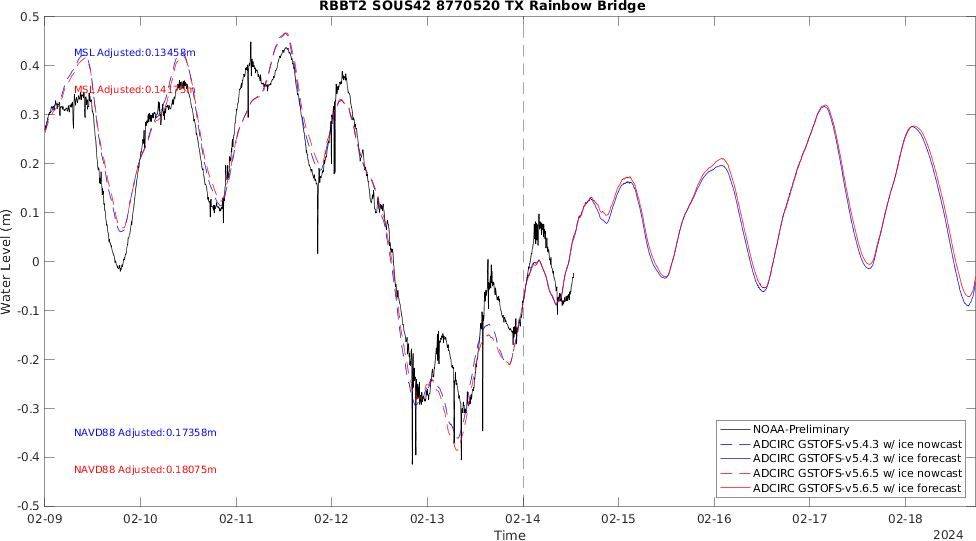 RBBT2 SOUS42 8770520 TX Rainbow Bridge
0.5
0.4
0.3
0.2
0.1
0
-0.1
-0.2
-0.3
-0.4
-0.5
Water Level (m)
MSL Adjusted:0.13458m
MSL Adjusted:0.14175m
NAVD88 Adjusted:0.17358m
NAVD88 Adjusted:0.18075m
NOAA-Preliminary
ADCIRC GSTOFS-v5.4.3 w/ ice nowcast
ADCIRC GSTOFS-v5.4.3 w/ ice forecast
ADCIRC GSTOFS-v5.6.5 w/ ice nowcast
ADCIRC GSTOFS-v5.6.5 w/ ice forecast
02-09 02-10 02-11 02-12 02-13 02-14 02-15 02-16 02-17 02-18
Time
2024